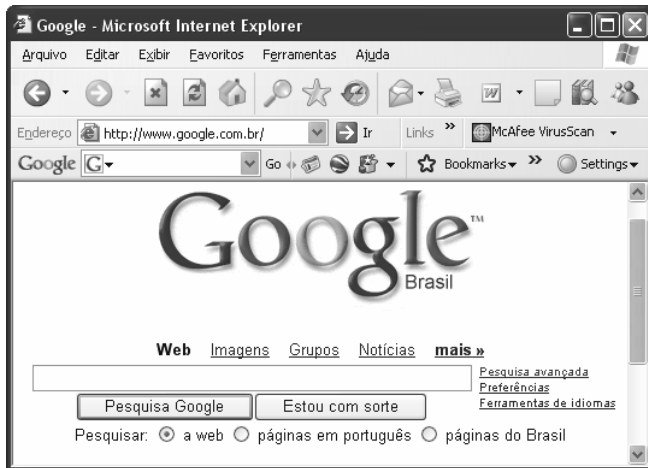 Google - Microsoft Internet Explorer
Arquivo Editar Exibir Favoritos Ferramentas Ajuda
Endereço http://www.google.com.br/ Ir Links » McAfee VirusScan
Google G Go Bookmarks » Settings
Google™
Brasil
Web Imagens Grupos Notícias mais »
Pesquisa avançada
Preferências
Ferramentas de idiomas
Pesquisa Google Estou com sorte
Pesquisar: a web páginas em português páginas do Brasil